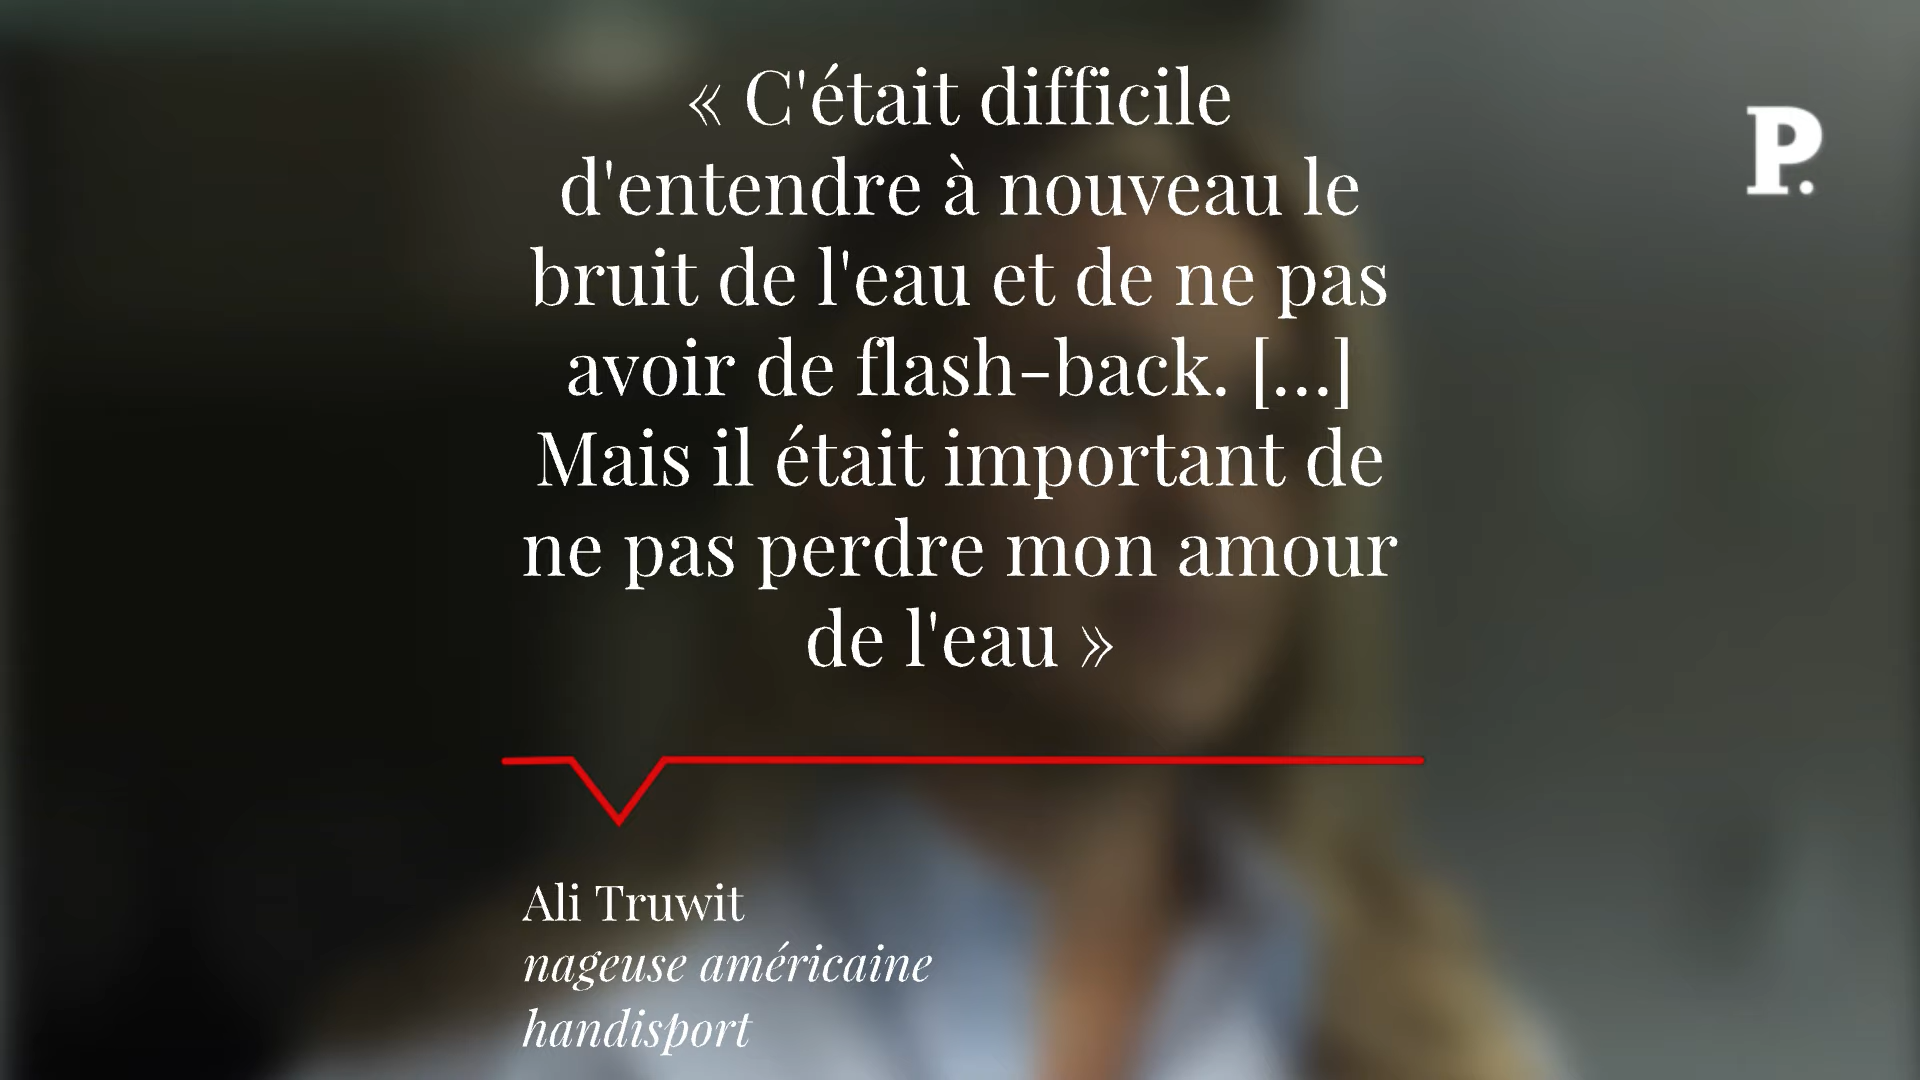 « C'était difficile
d'entendre à nouveau le
bruit de l'eau et de ne pas
avoir de flash-back. [...]
Mais il était important de
ne pas perdre mon amour
de l'eau »
P.
Ali Truwit
nageuse américaine
handisport